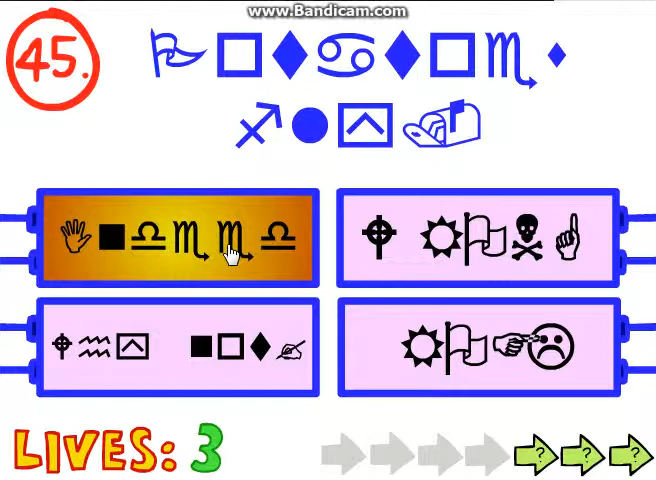 www.Bandicam.com
45.
🏱□⧫♋⧫□♏⬧
♐●⍓📬
🖐■♎♏♏♎
🕈 ☼🏳☠☝
🕈♒⍓ ■□⧫✍
☼🏳☞☹
LIVES: 3
? ? ?